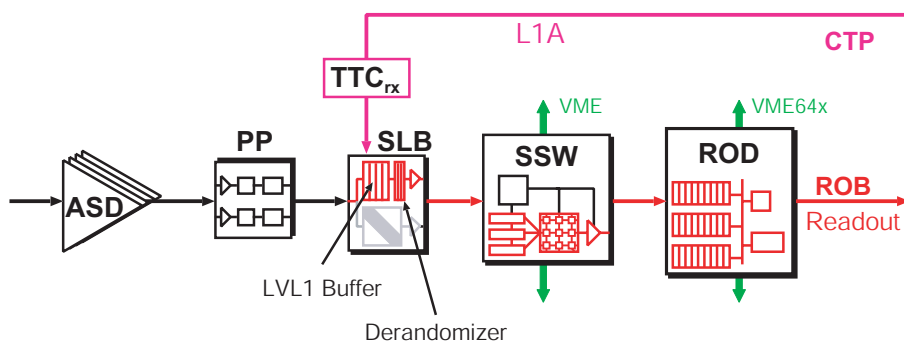 L1A
CTP
TTCrx
VME
VME64x
PP
SLB
SSW
ROD
ASD
ROB
Readout
LVL1 Buffer
Derandomizer